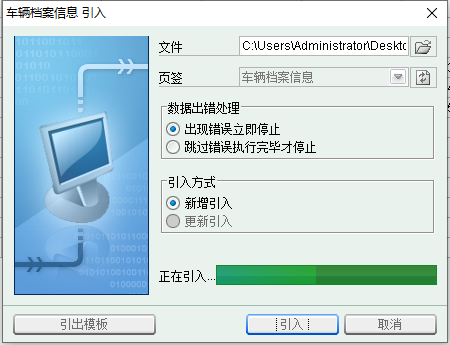 车辆档案信息 引入
文件 C:\Users\Administrator\Deskto
页签 车辆档案信息
数据出错处理
出现错误立即停止
跳过错误执行完毕才停止
引入方式
新增引入
更新引入
正在引入...
引出模板 引入 取消